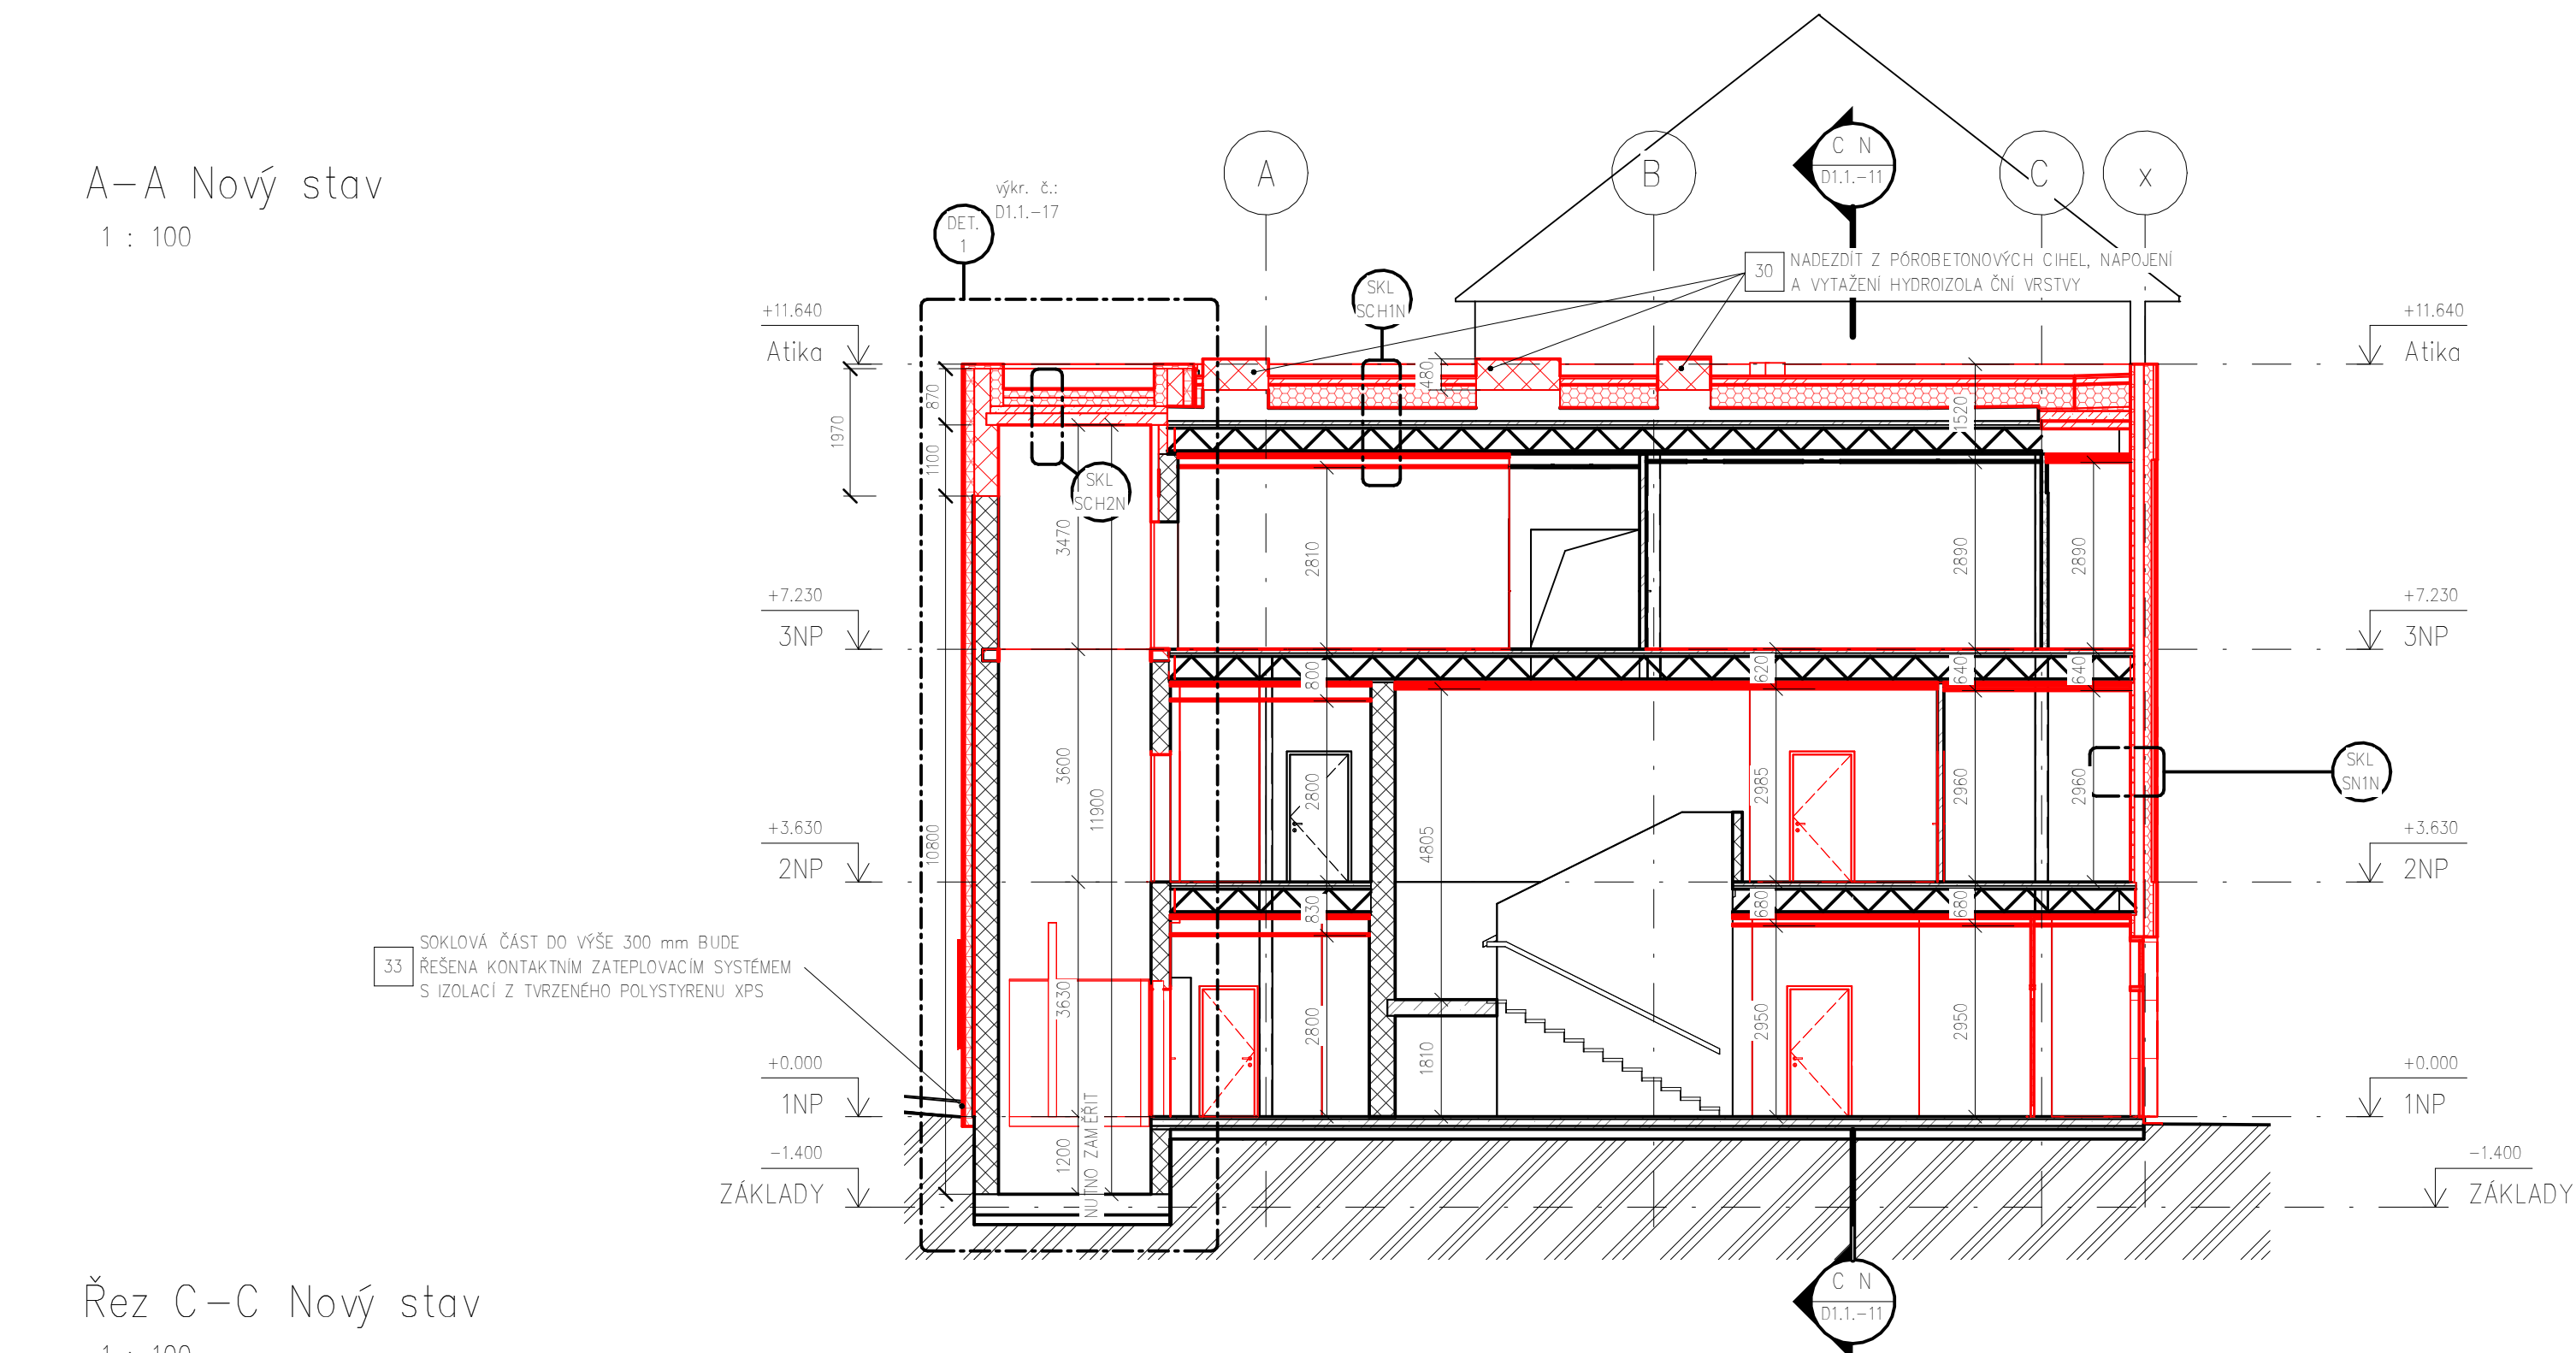 A-A Nový stav
1 : 100
výkr. č.:
D1.1.-17
DET.
1
A
B
C
x
C N
D1.1.-11
30
NADEZDÍT Z PÓROBETONOVÝCH CIHEL, NAPOJENÍ
A VYTAŽENÍ HYDROIZOLA ČNÍ VRSTVY
SKL
SCH1N
SKL
SCH2N
+11.640
Atika
+11.640
Atika
870
1970
1100
480
1520
3470
2810
2890
2890
+7.230
3NP
+7.230
3NP
800
620
640
640
3600
11900
2800
4805
2985
2960
2960
SKL
SN1N
10800
+3.630
2NP
+3.630
2NP
830
680
680
33
SOKLOVÁ ČÁST DO VÝŠE 300 mm BUDE
ŘEŠENA KONTAKTNÍM ZATEPLOVACÍM SYSTÉMEM
S IZOLACÍ Z TVRZENÉHO POLYSTYRENU XPS
3630
2800
1810
2950
2950
+0.000
1NP
+0.000
1NP
1200
NUTNO ZAMĚŘIT
-1.400
ZÁKLADY
-1.400
ZÁKLADY
C N
D1.1.-11
Řez C-C Nový stav
1 : 100